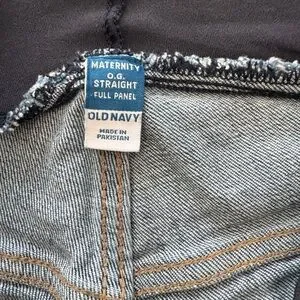 MATERNITY
O.G.
STRAIGHT
FULL PANEL
OLD NAVY
MADE IN
PAKISTAN